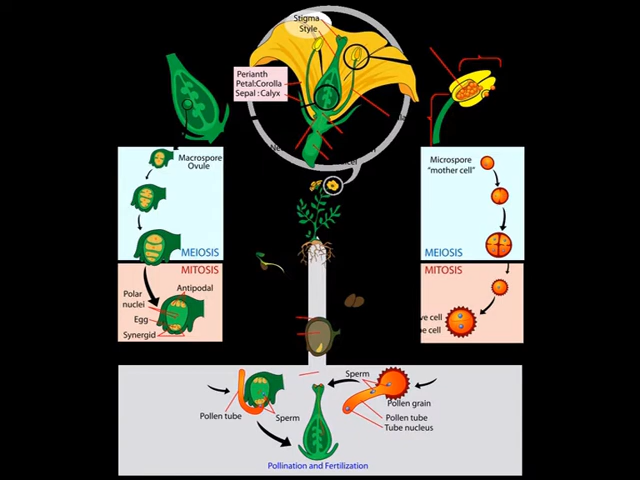 Stigma
Style
Perianth
Petal:Corolla
Sepal :Calyx
Macrospore
Ovule
MEIOSIS
MITOSIS
Polar
nuclei
Antipodal
Egg
Synergid
Microspore
"mother cell"
MEIOSIS
MITOSIS
cell
cell
Pollen tube
Sperm
Sperm
Pollen grain
Pollen tube
Tube nucleus
Pollination and Fertilization